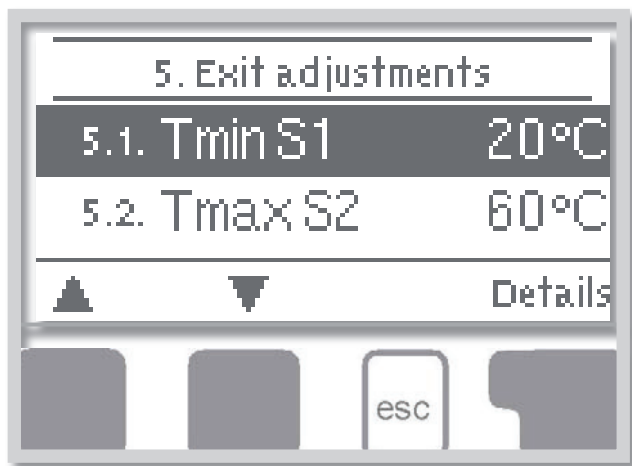 5. Exit adjustments
5.1. Tmin S1 20°C
5.2. Tmax S2 60°C
Details
esc